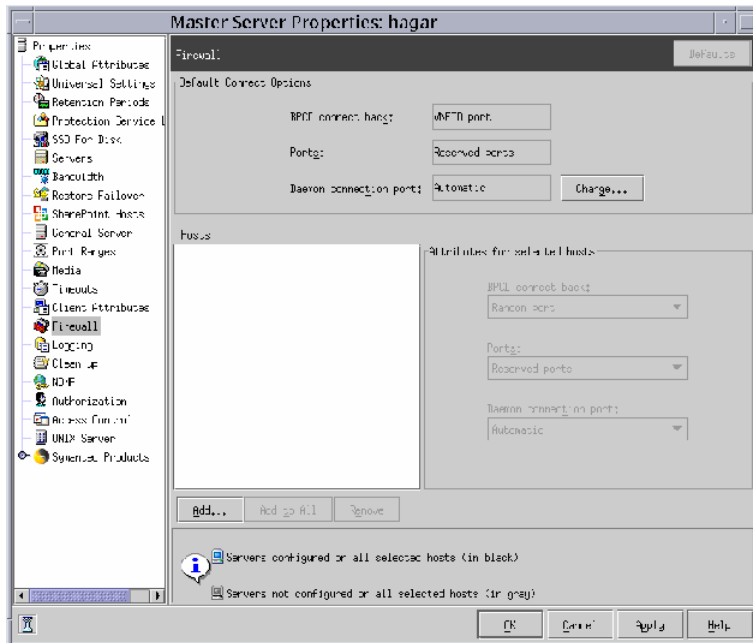 Master Server Properties: hagar
Properties
Global Attributes
Universal Settings
Retention Periods
Protection Service L
SSO For Disk
Servers
Bandwidth
Restore Failover
SharePoint Hosts
General Server
Port Ranges
Media
Timeouts
Client Attributes
Firewall
Logging
Clean up
NDMP
Authorization
Access Control
UNIX Server
Symantec Products
Firewall
Defaults
Default Connect Options
BPCD connect back:
VNETD port
Ports:
Reserved ports
Daemon connection port:
Automatic
Change...
Hosts
Attributes for selected hosts
BPCD connect back:
Random port
Ports:
Reserved ports
Daemon connection port:
Automatic
Add...
Add to All
Remove
Servers configured on all selected hosts (in black)
Servers not configured on all selected hosts (in gray)
OK
Cancel
Apply
Help